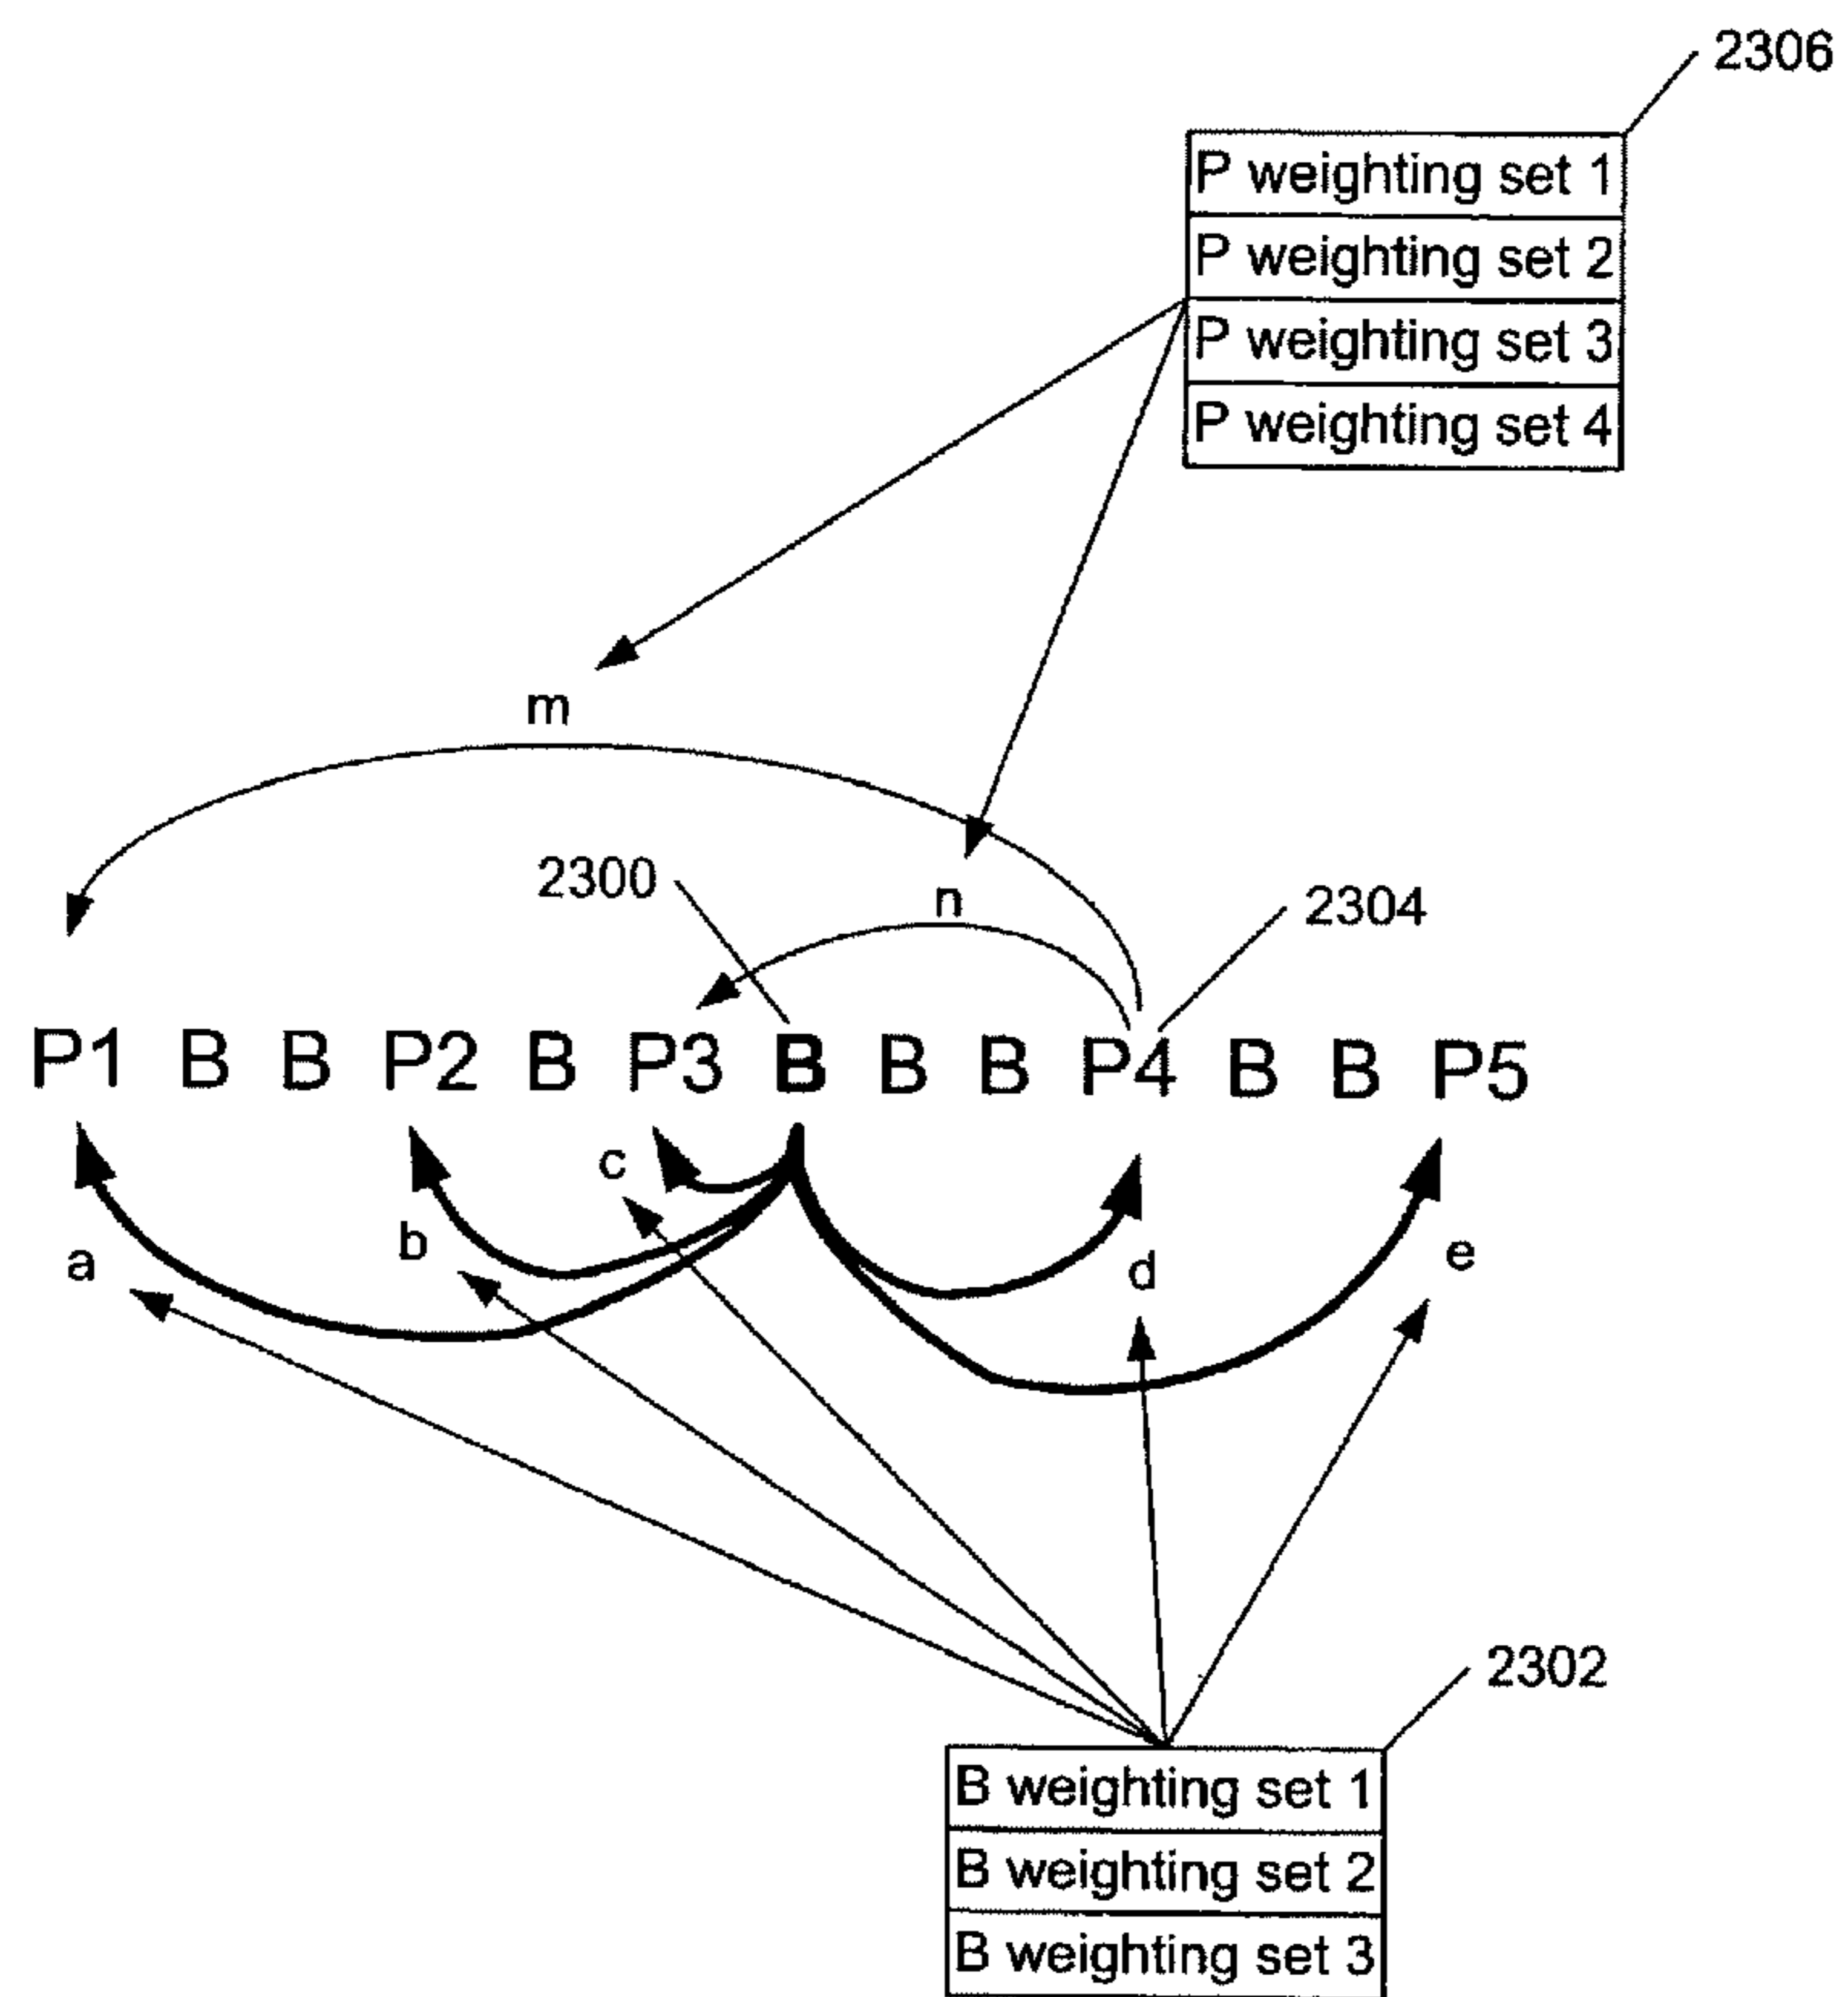 2306
P weighting set 1
P weighting set 2
P weighting set 3
P weighting set 4
m
2300
n
2304
P1 B B P2 B P3 B B B P4 B B P5
c
b
a
d
e
2302
B weighting set 1
B weighting set 2
B weighting set 3